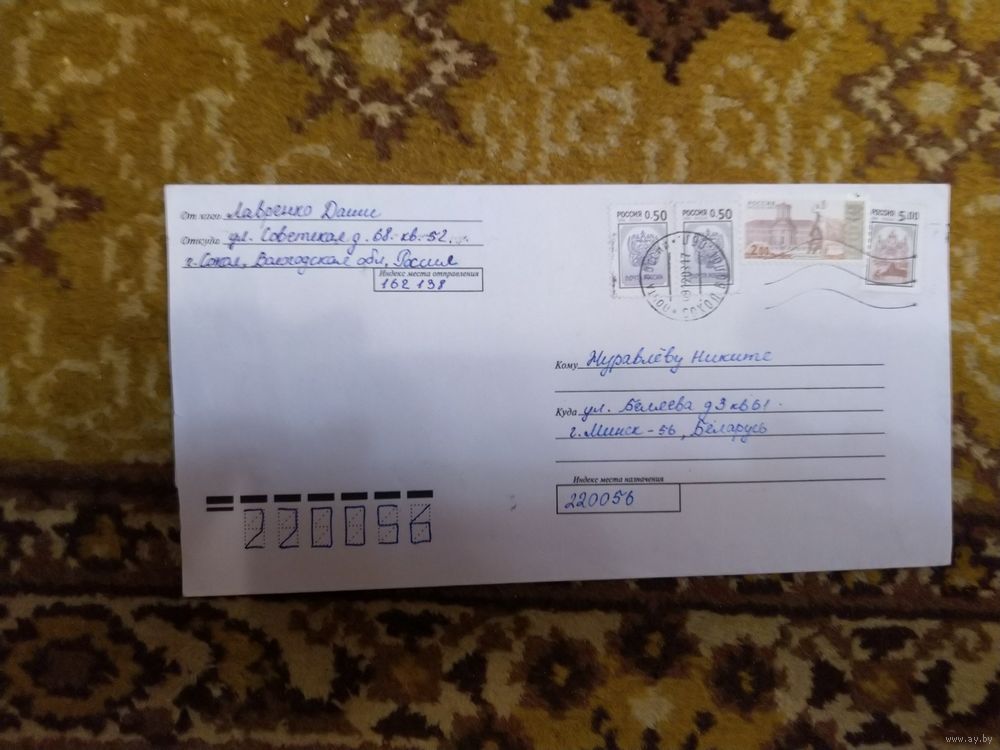 От кого Лавренко Даши
Откуда ул. Советская д. 68-кв-52
г. Сокол, Вологодская обл, Россия
Индекс места отправления
162 138
РОССИЯ 0.50
РОССИЯ 0.50
РОССИЯ
2.00
РОССИЯ 5.00
Кому Журавлёву Никите
Куда ул. Беляева д3 кв61.
г. Минск-56, Беларусь
Индекс места назначения
220056
220056
www.ay.by